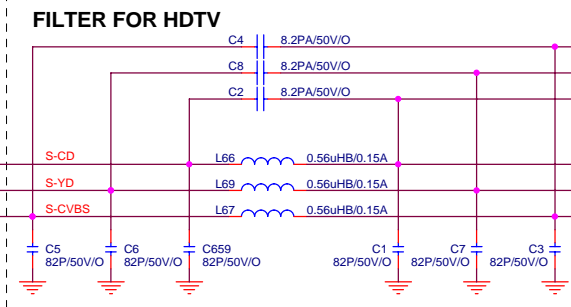 FILTER FOR HDTV
C4 8.2PA/50V/O
C8 8.2PA/50V/O
C2 8.2PA/50V/O
S-CD L66 0.56uHB/0.15A
S-YD L69 0.56uHB/0.15A
S-CVBS L67 0.56uHB/0.15A
C5 C6 C659 C1 C7 C3
82P/50V/O 82P/50V/O 82P/50V/O 82P/50V/O 82P/50V/O 82P/50V/O